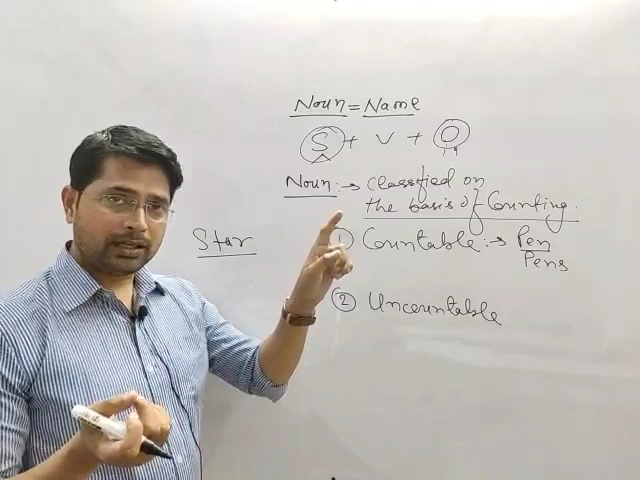 Noun = Name
S + V + O
Noun :→ Classified on
the basis of Counting.
Star
1) Countable :→ Pen
Pens
2 Uncountable